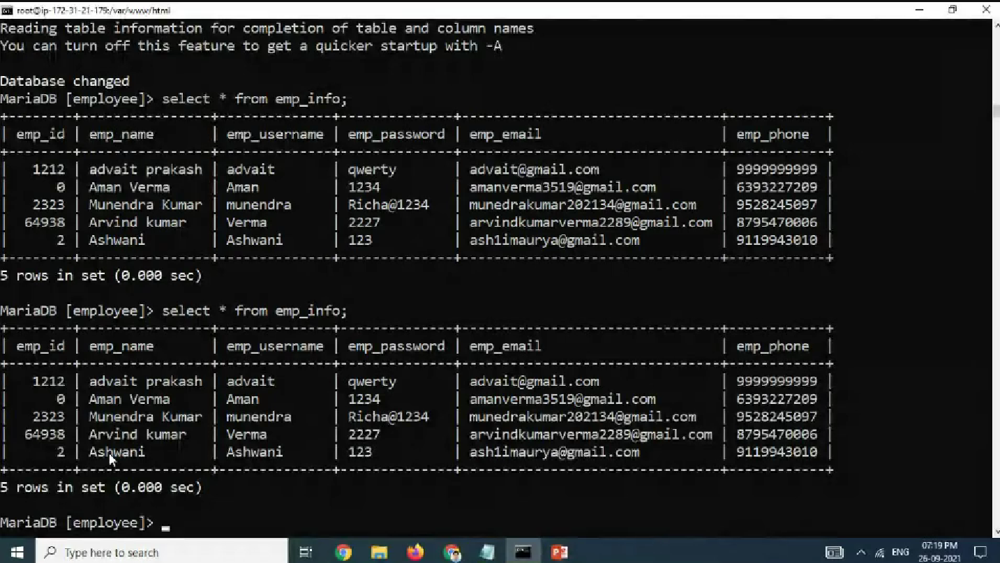 root@ip-172-31-21-179:/var/www/html
Reading table information for completion of table and column names
You can turn off this feature to get a quicker startup with -A
Database changed
MariaDB [employee]> select * from emp_info;
+--------+----------------+--------------+--------------+--------------------------------+------------+
| emp_id | emp_name | emp_username | emp_password | emp_email | emp_phone |
+--------+----------------+--------------+--------------+--------------------------------+------------+
| 1212 | advait prakash | advait | qwerty | advait@gmail.com | 9999999999 |
| 0 | Aman Verma | Aman | 1234 | amanverma3519@gmail.com | 6393227209 |
| 2323 | Munendra Kumar | munendra | Richa@1234 | munedrakumar202134@gmail.com | 9528245097 |
| 64938 | Arvind kumar | Verma | 2227 | arvindkumarverma2289@gmail.com | 8795470006 |
| 2 | Ashwani | Ashwani | 123 | ash1imaurya@gmail.com | 9119943010 |
+--------+----------------+--------------+--------------+--------------------------------+------------+
5 rows in set (0.000 sec)
MariaDB [employee]> select * from emp_info;
+--------+----------------+--------------+--------------+--------------------------------+------------+
| emp_id | emp_name | emp_username | emp_password | emp_email | emp_phone |
+--------+----------------+--------------+--------------+--------------------------------+------------+
| 1212 | advait prakash | advait | qwerty | advait@gmail.com | 9999999999 |
| 0 | Aman Verma | Aman | 1234 | amanverma3519@gmail.com | 6393227209 |
| 2323 | Munendra Kumar | munendra | Richa@1234 | munedrakumar202134@gmail.com | 9528245097 |
| 64938 | Arvind kumar | Verma | 2227 | arvindkumarverma2289@gmail.com | 8795470006 |
| 2 | Ashwani | Ashwani | 123 | ash1imaurya@gmail.com | 9119943010 |
+--------+----------------+--------------+--------------+--------------------------------+------------+
5 rows in set (0.000 sec)
MariaDB [employee]> _
Type here to search
ENG
07:19 PM
26-09-2021